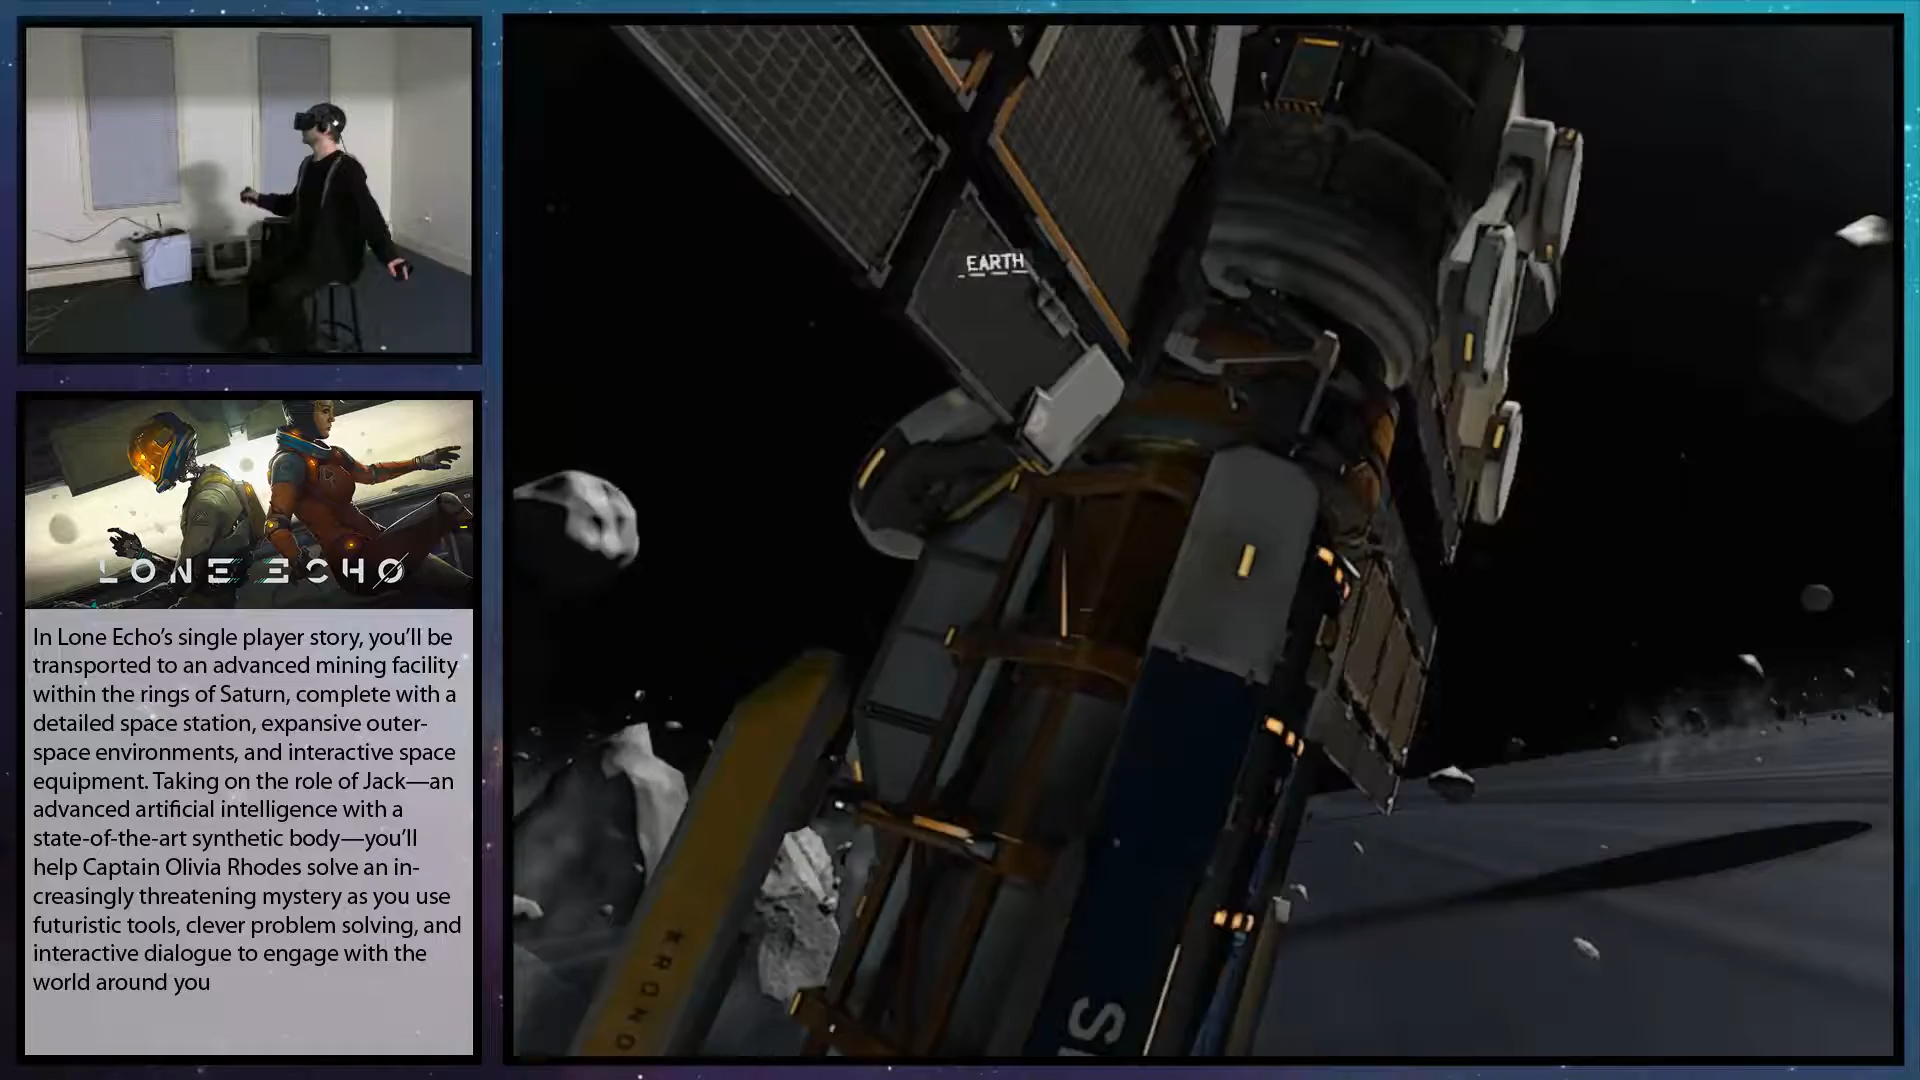 LONE ECHO
In Lone Echo's single player story, you'll be
transported to an advanced mining facility
within the rings of Saturn, complete with a
detailed space station, expansive outer-
space environments, and interactive space
equipment. Taking on the role of Jack—an
advanced artificial intelligence with a
state-of-the-art synthetic body—you'll
help Captain Olivia Rhodes solve an in-
creasingly threatening mystery as you use
futuristic tools, clever problem solving, and
interactive dialogue to engage with the
world around you
EARTH
KRONO